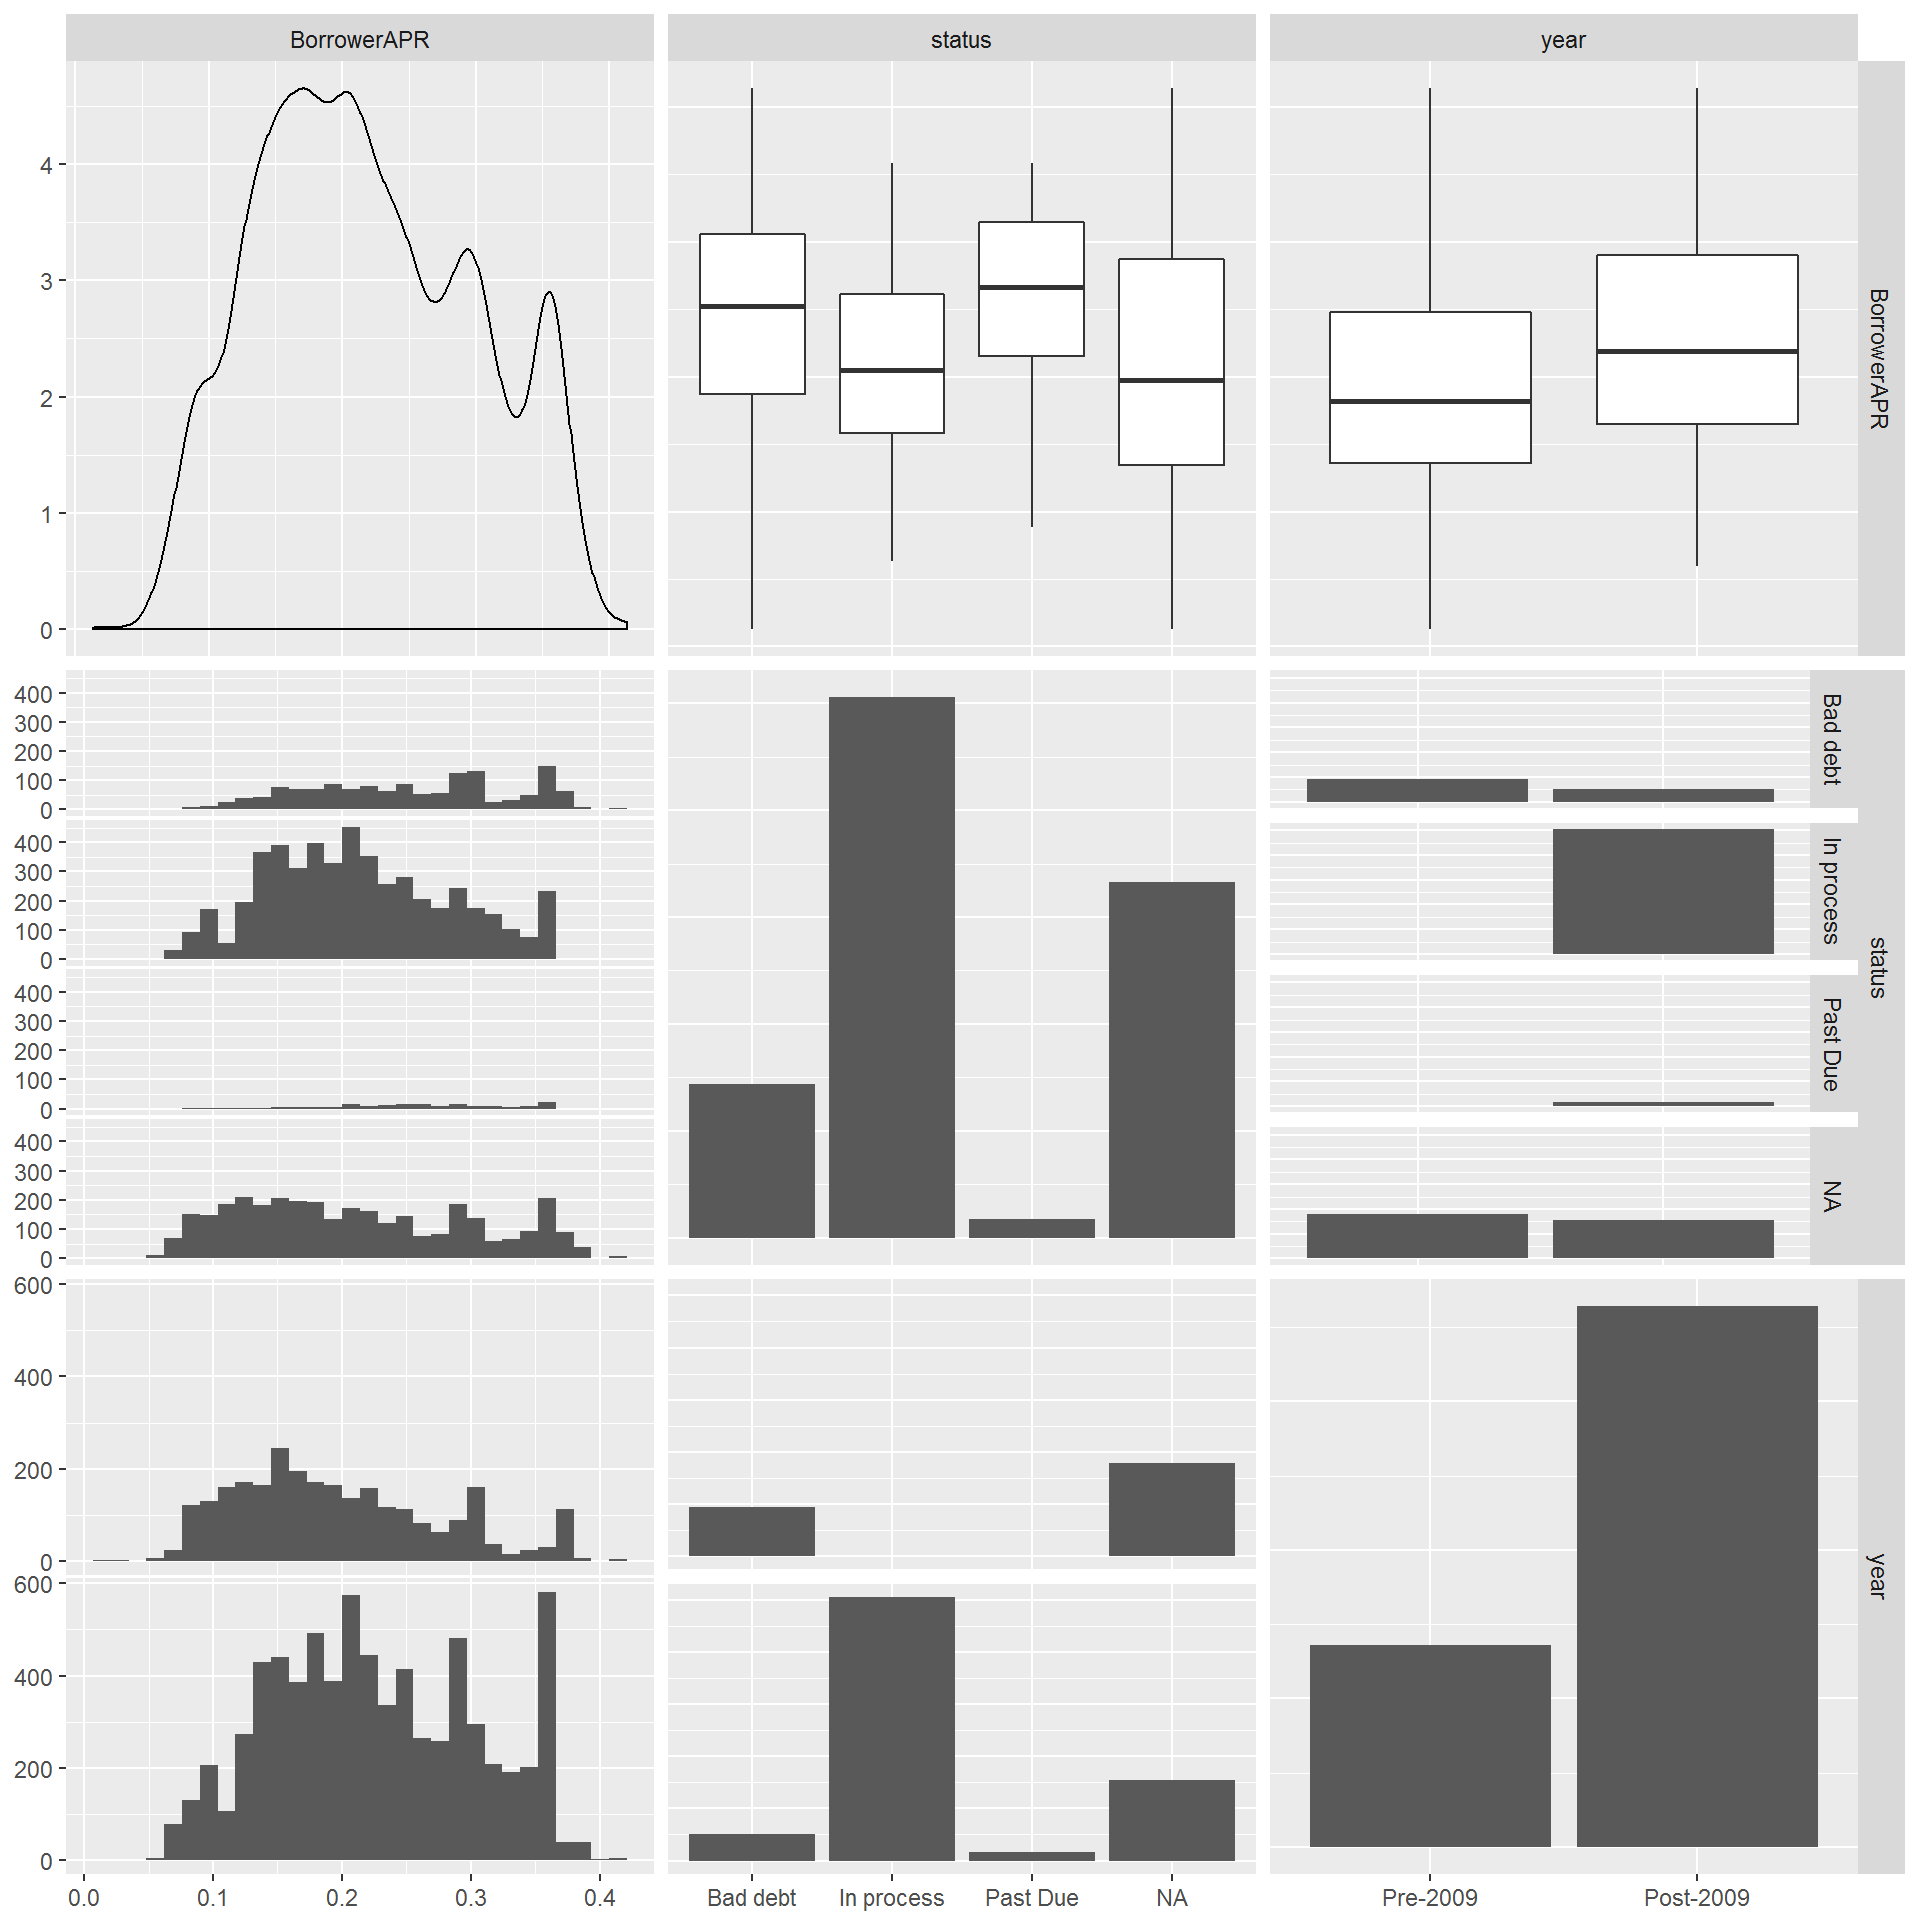 BorrowerAPR
status
year
4
3
2
1
0
BorrowerAPR
400
300
200
100
0
400
300
200
100
0
400
300
200
100
0
400
300
200
100
0
Bad debt
In process
Past Due
NA
status
600
400
200
0
600
400
200
0
year
0.0 0.1 0.2 0.3 0.4
Bad debt In process Past Due NA
Pre-2009 Post-2009